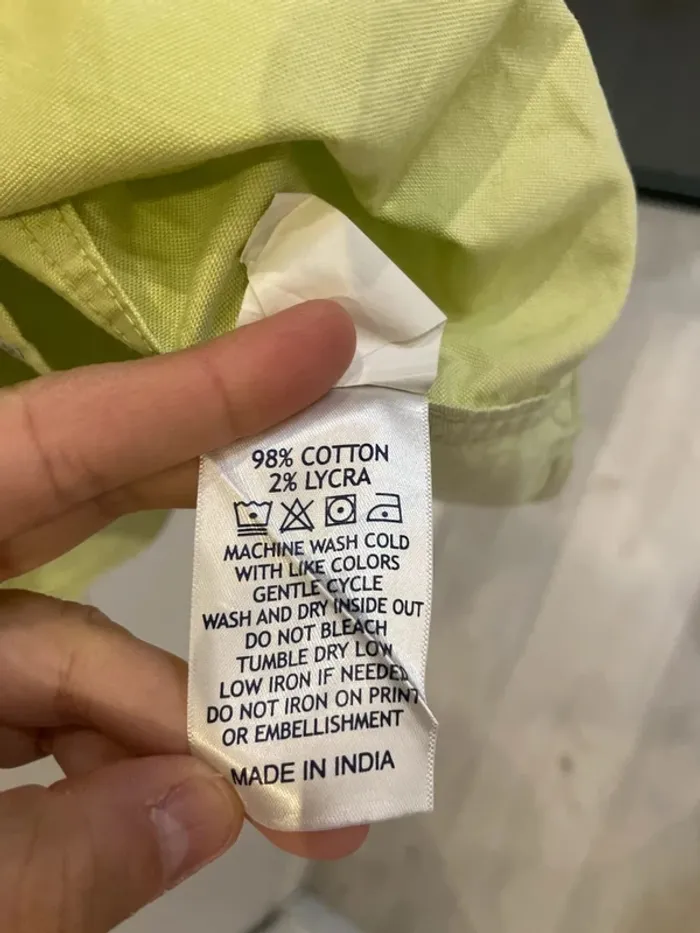 98% COTTON
2% LYCRA
MACHINE WASH COLD
WITH LIKE COLORS
GENTLE CYCLE
WASH AND DRY INSIDE OUT
DO NOT BLEACH
TUMBLE DRY LOW
LOW IRON IF NEEDED
DO NOT IRON ON PRINT
OR EMBELLISHMENT
MADE IN INDIA